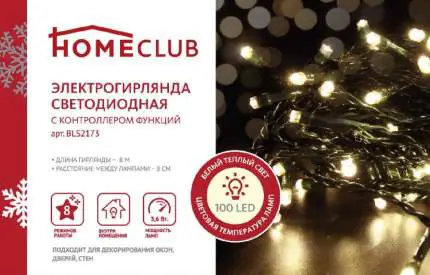 HOMECLUB
ЭЛЕКТРОГИРЛЯНДА
СВЕТОДИОДНАЯ
С КОНТРОЛЛЕРОМ ФУНКЦИЙ
арт. BLS2173
• ДЛИНА ГИРЛЯНДЫ – 8 М
• РАССТОЯНИЕ МЕЖДУ ЛАМПАМИ – 8 СМ
БЕЛЫЙ ТЕПЛЫЙ СВЕТ
100 LED
ЦВЕТОВАЯ ТЕМПЕРАТУРА ЛАМП
8
3,6 Вт.
РЕЖИМОВ
РАБОТЫ
ВНУТРИ
ПОМЕЩЕНИЯ
МОЩНОСТЬ
ЛАМП
ПОДХОДИТ ДЛЯ ДЕКОРИРОВАНИЯ ОКОН,
ДВЕРЕЙ, СТЕН